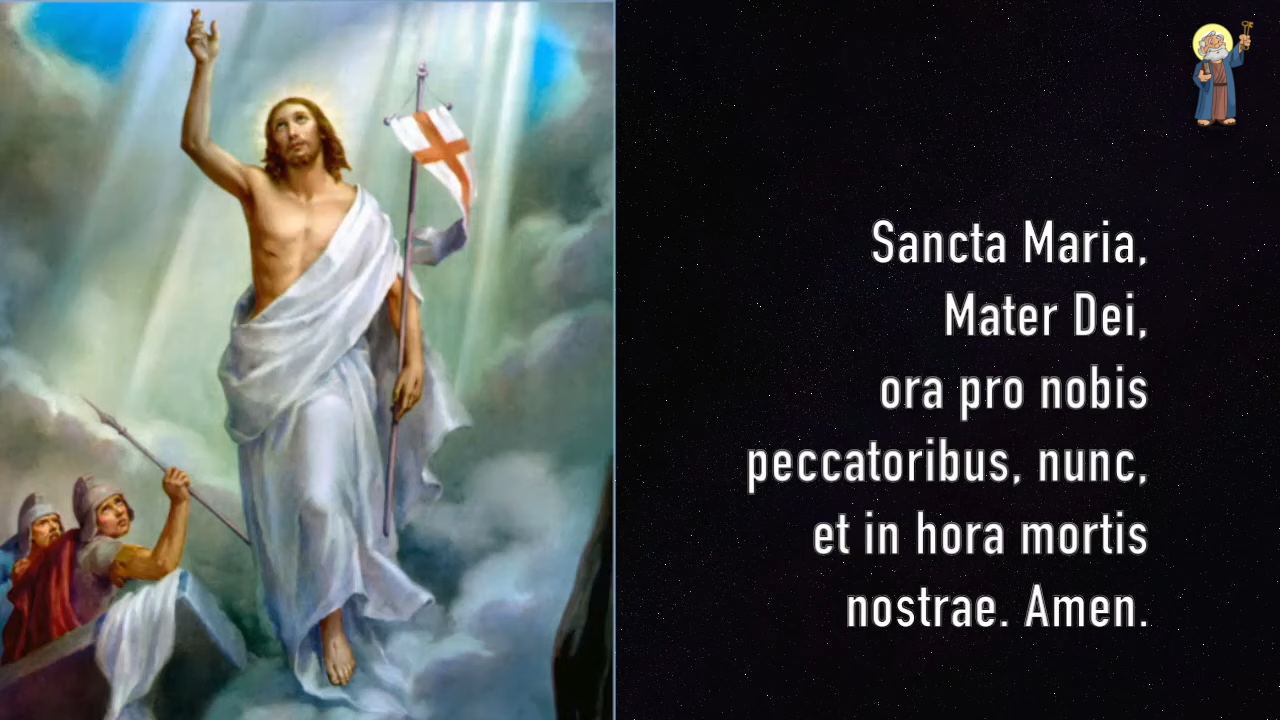 Sancta Maria,
Mater Dei,
ora pro nobis
peccatoribus, nunc,
et in hora mortis
nostrae. Amen.